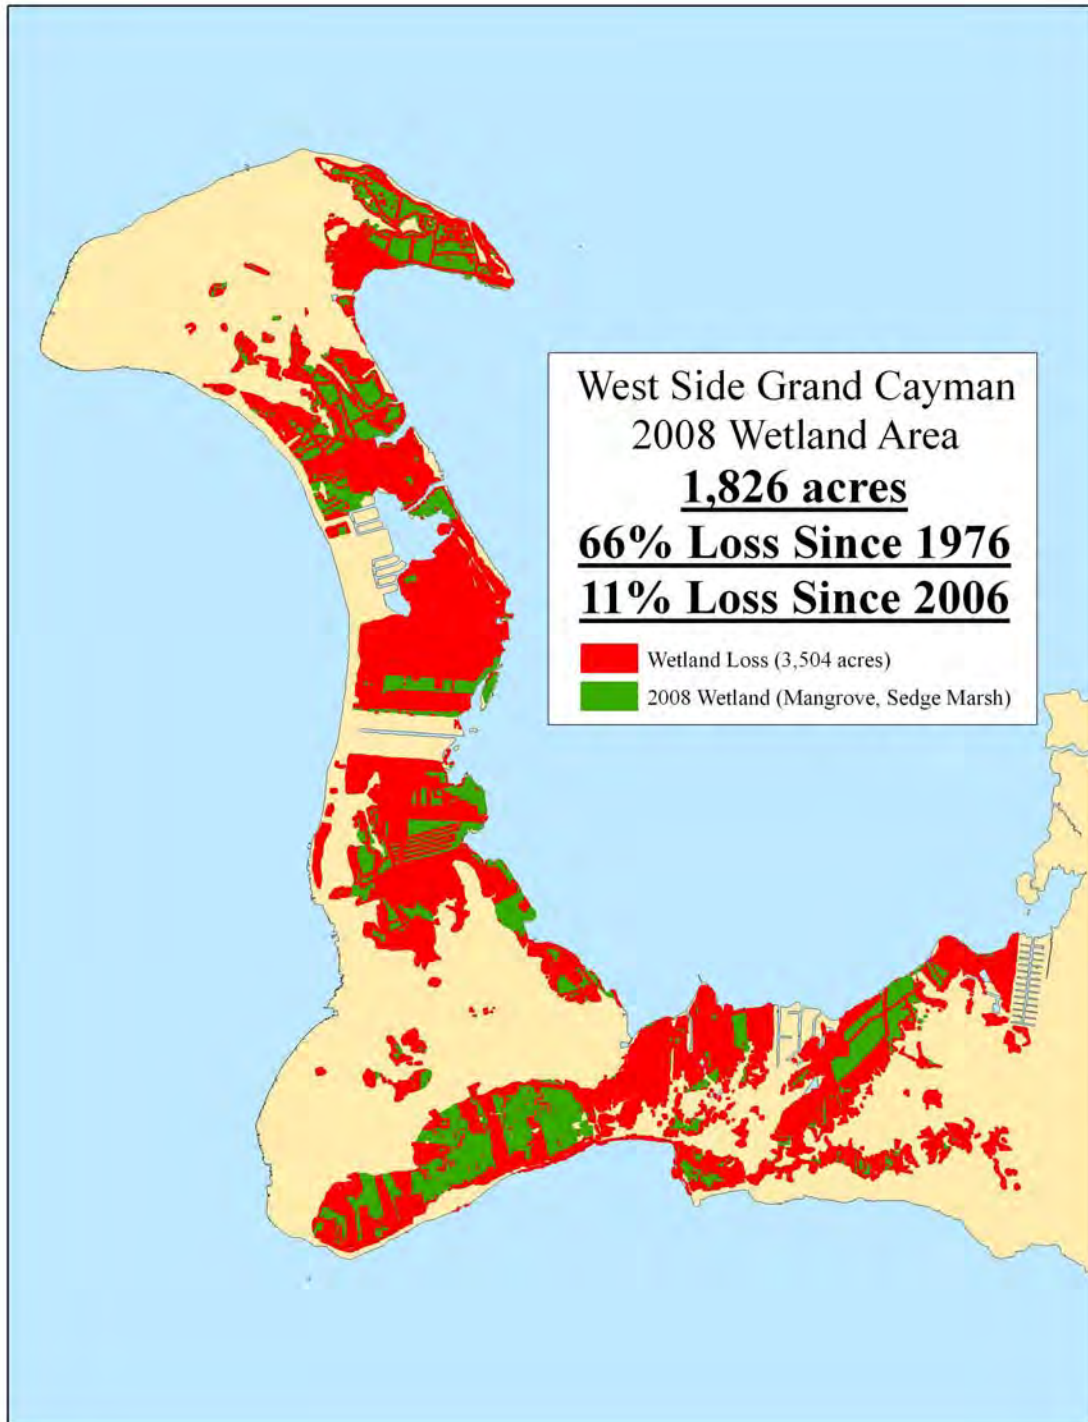 West Side Grand Cayman
2008 Wetland Area
1,826 acres
66% Loss Since 1976
11% Loss Since 2006
Wetland Loss (3,504 acres)
2008 Wetland (Mangrove, Sedge Marsh)